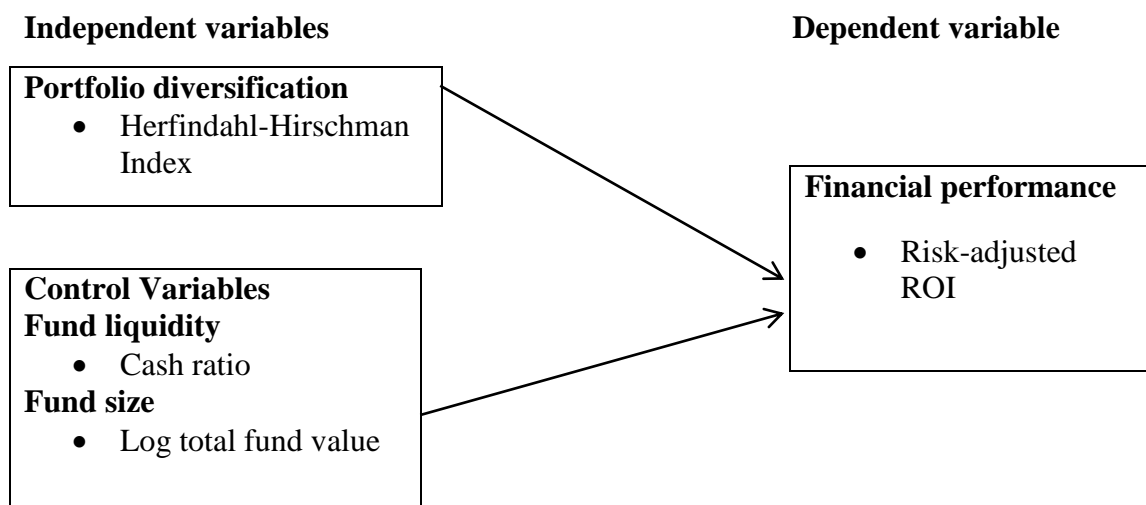 Independent variables
Dependent variable
Portfolio diversification
• Herfindahl-Hirschman
Index
Control Variables
Fund liquidity
• Cash ratio
Fund size
• Log total fund value
Financial performance
• Risk-adjusted
ROI